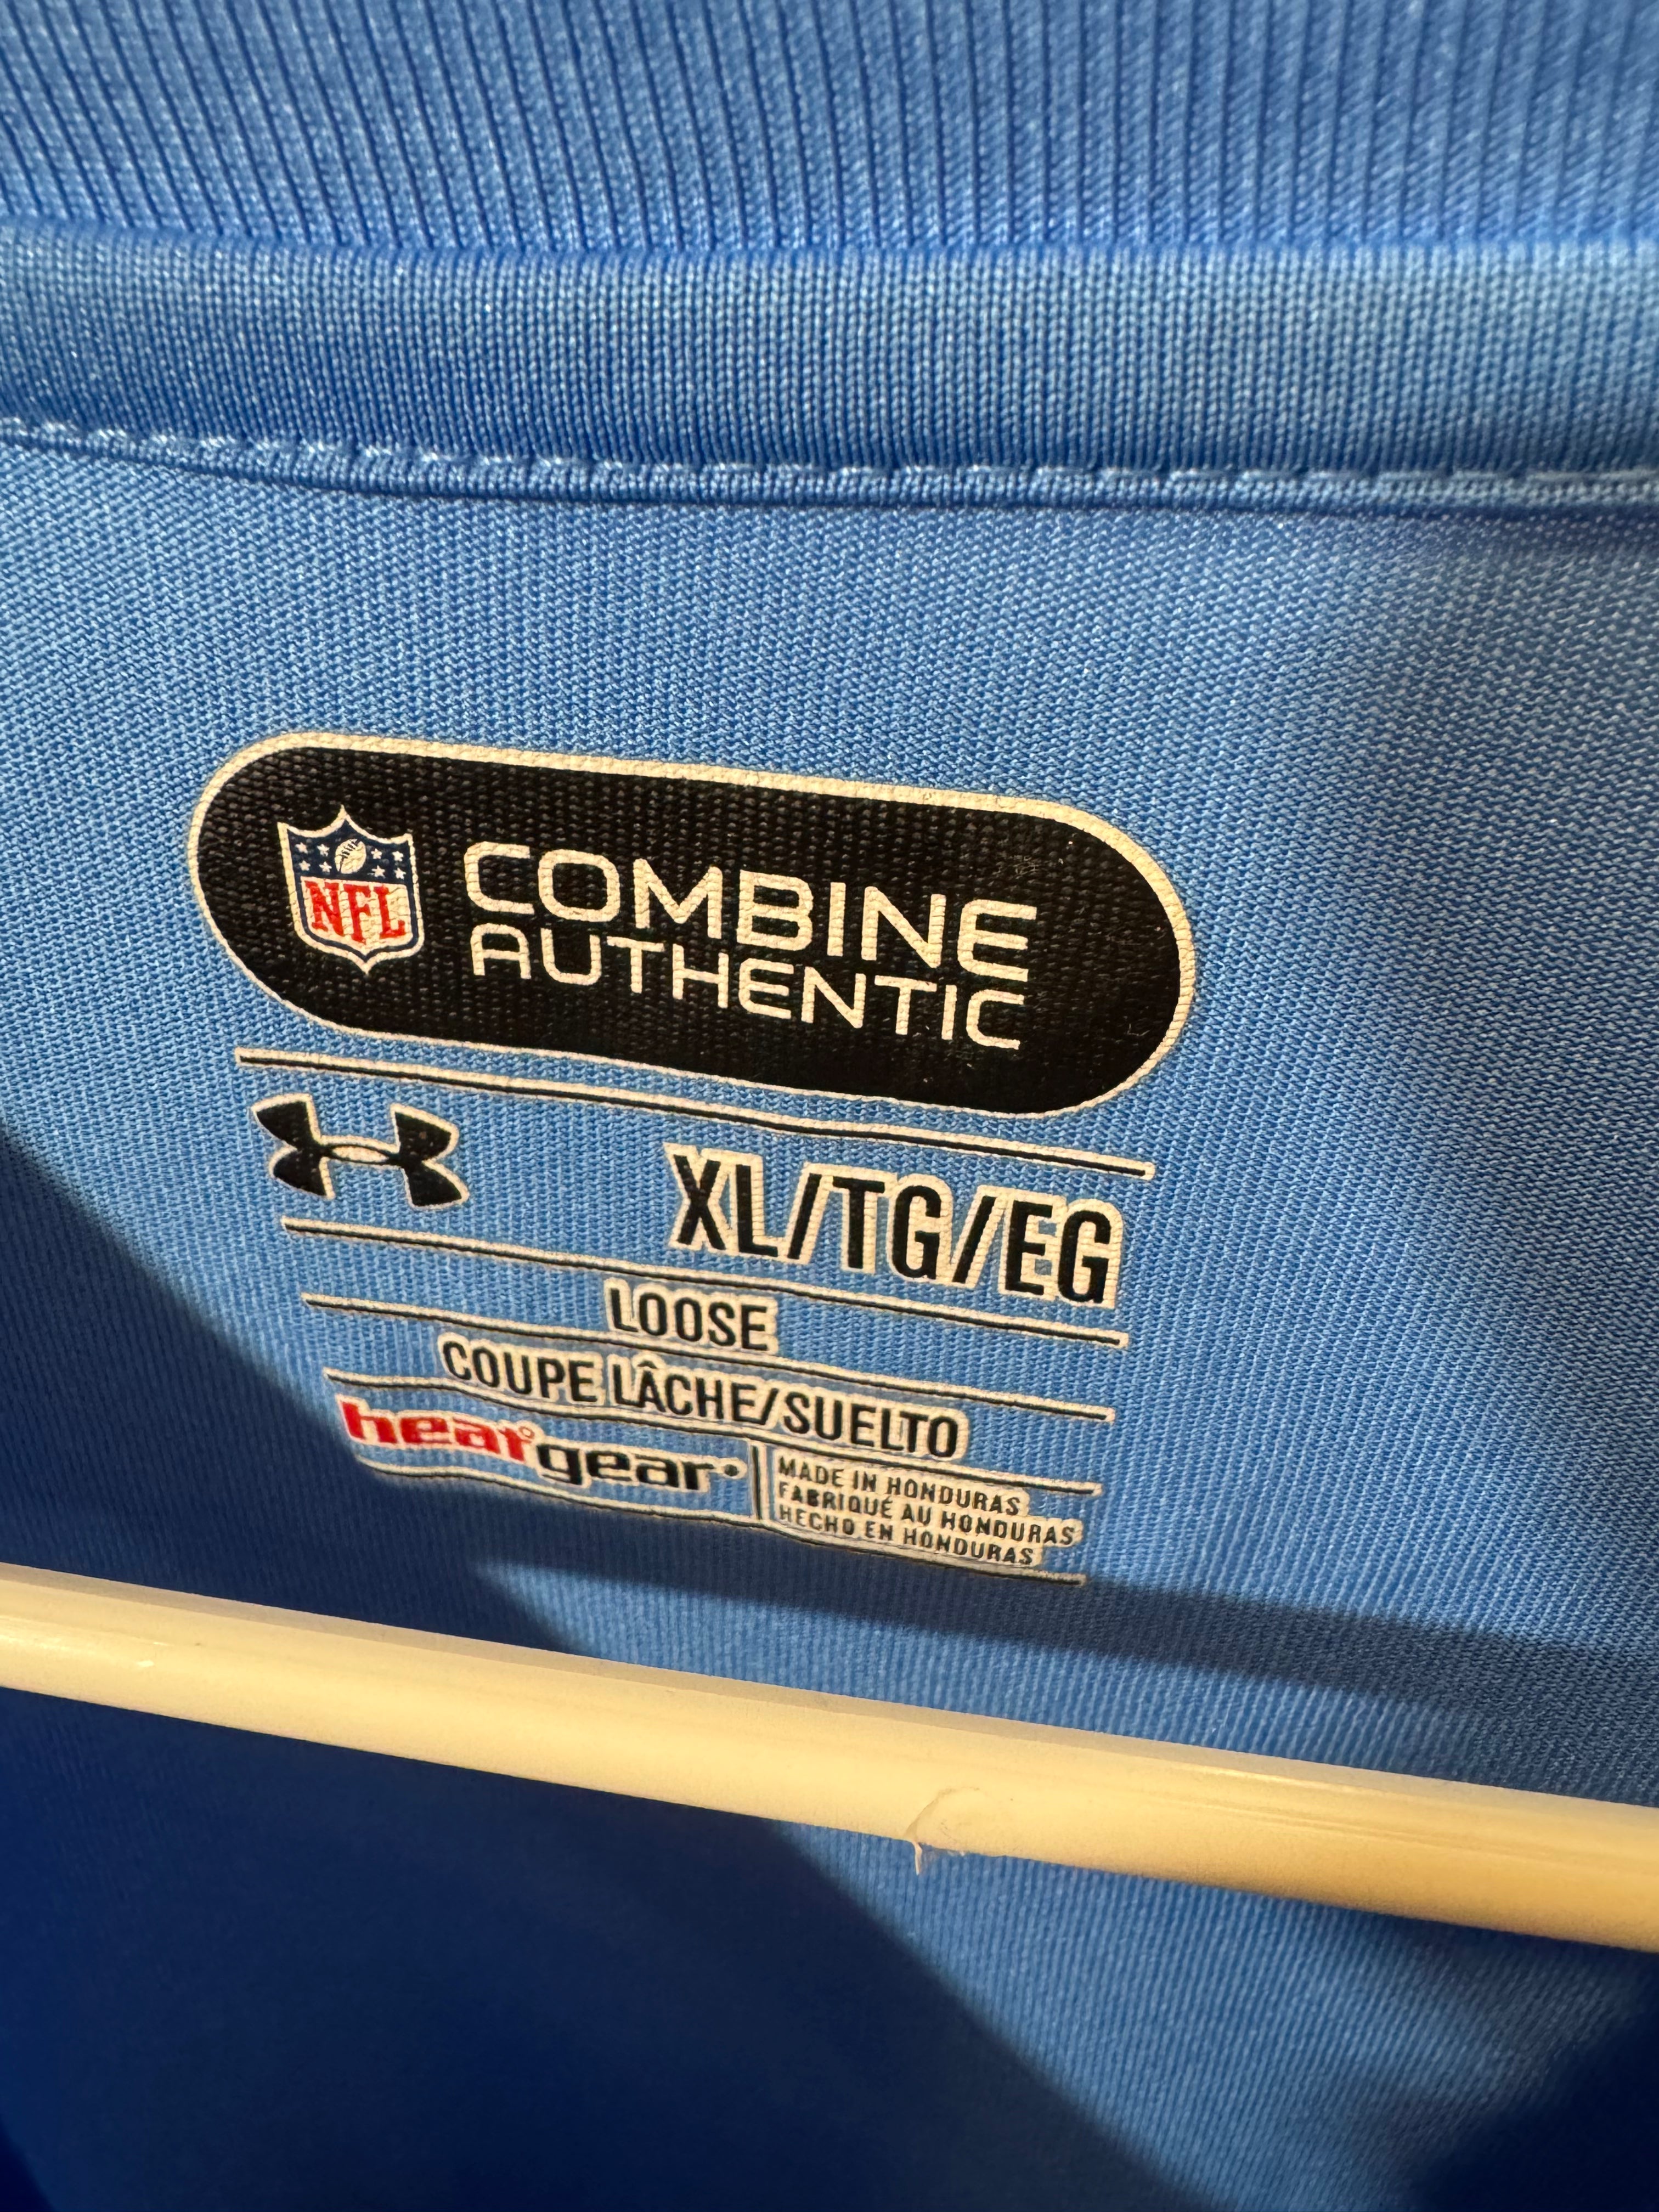 NFL
COMBINE
AUTHENTIC
XL/TG/EG
LOOSE
COUPE LÂCHE/SUELTO
heatgear
MADE IN HONDURAS
FABRIQUÉ AU HONDURAS
HECHO EN HONDURAS